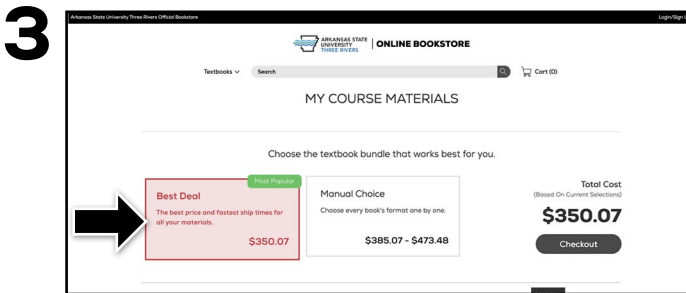 3
Arkansas State University Three Rivers Official Bookstore
Login/Sign U
ARKANSAS STATE
UNIVERSITY
THREE RIVERS
ONLINE BOOKSTORE
Textbooks
Search
Cart (0)
MY COURSE MATERIALS
Choose the textbook bundle that works best for you.
Most Popular
Best Deal
The best price and fastest ship times for
all your materials.
$350.07
Manual Choice
Choose every book's format one by one.
$385.07 - $473.48
Total Cost
(Based On Current Selections)
$350.07
Checkout